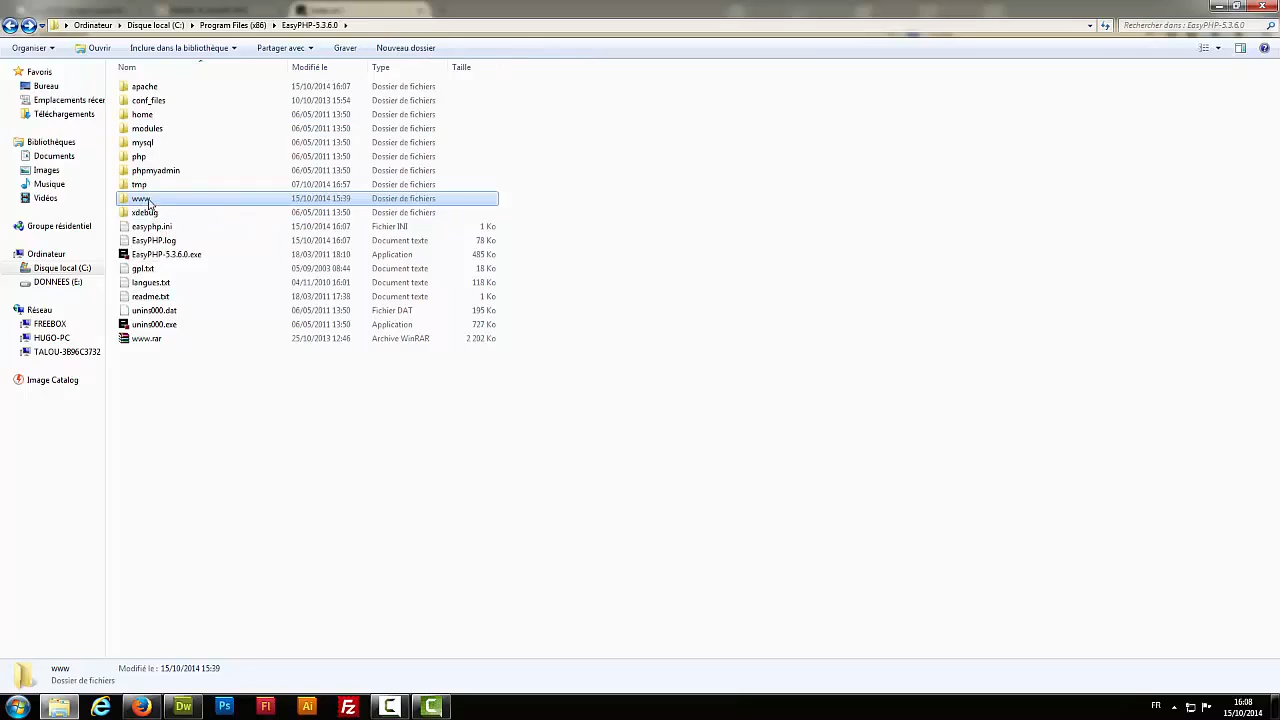 Ordinateur Disque local (C:) Program Files (x86) EasyPHP-5.3.6.0 Rechercher dans : EasyPHP-5.3.6.0
Organiser Ouvrir Inclure dans la bibliothèque Partager avec Graver Nouveau dossier
Nom Modifié le Type Taille
Favoris
Bureau
Emplacements récer
Téléchargements
Bibliothèques
Documents
Images
Musique
Vidéos
Groupe résidentiel
Ordinateur
Disque local (C:)
DONNEES (E:)
Réseau
FREEBOX
HUGO-PC
TALOU-3B96C3732
Image Catalog
apache 15/10/2014 16:07 Dossier de fichiers
conf_files 10/10/2013 15:54 Dossier de fichiers
home 06/05/2011 13:50 Dossier de fichiers
modules 06/05/2011 13:50 Dossier de fichiers
mysql 06/05/2011 13:50 Dossier de fichiers
php 06/05/2011 13:50 Dossier de fichiers
phpmyadmin 06/05/2011 13:50 Dossier de fichiers
tmp 07/10/2014 16:57 Dossier de fichiers
www 15/10/2014 15:39 Dossier de fichiers
xdebug 06/05/2011 13:50 Dossier de fichiers
easyphp.ini 15/10/2014 16:07 Fichier INI 1 Ko
EasyPHP.log 15/10/2014 16:07 Document texte 78 Ko
EasyPHP-5.3.6.0.exe 18/03/2011 18:10 Application 485 Ko
gpl.txt 05/09/2003 08:44 Document texte 18 Ko
langues.txt 04/11/2010 16:01 Document texte 118 Ko
readme.txt 18/03/2011 17:38 Document texte 1 Ko
unins000.dat 06/05/2011 13:50 Fichier DAT 195 Ko
unins000.exe 06/05/2011 13:50 Application 727 Ko
www.rar 25/10/2013 12:46 Archive WinRAR 2 202 Ko
www Modifié le : 15/10/2014 15:39
Dossier de fichiers
Dw Ps Fl Ai Fz C C FR 16:08
15/10/2014